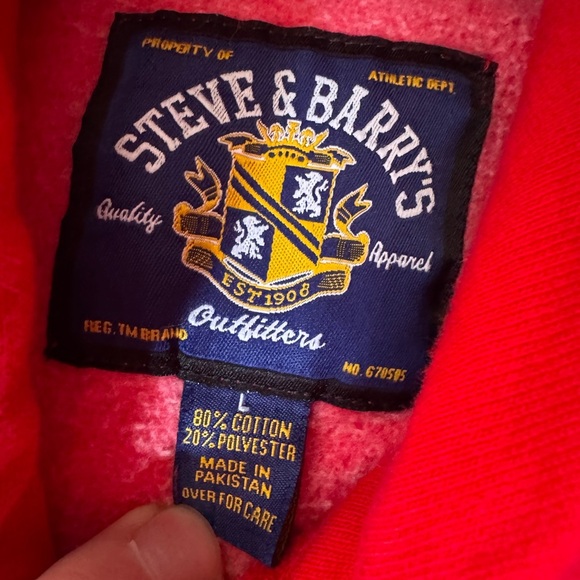 PROPERTY OF
ATHLETIC DEPT.
STEVE & BARRY'S
Quality
Apparel
EST 1908
Outfitters
REG. TM BRAND
NO. 670505
L
80% COTTON
20% POLYESTER
MADE IN
PAKISTAN
OVER FOR CARE